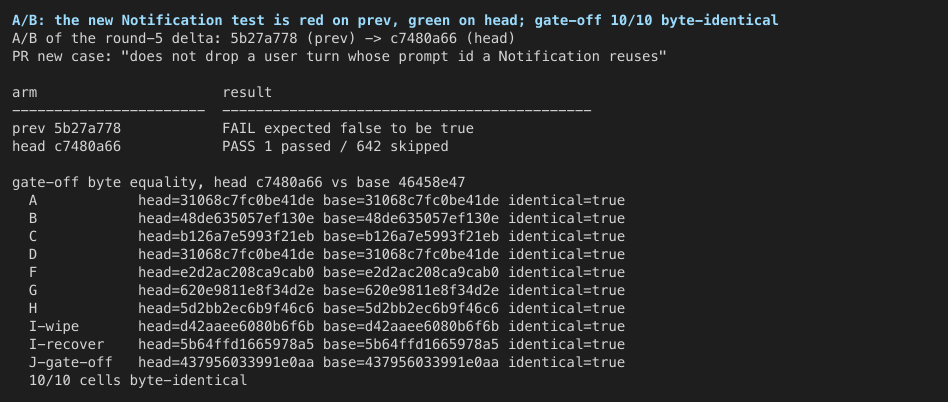 A/B: the new Notification test is red on prev, green on head; gate-off 10/10 byte-identical
A/B of the round-5 delta: 5b27a778 (prev) -> c7480a66 (head)
PR new case: "does not drop a user turn whose prompt id a Notification reuses"
arm                       result
-----------------------  --------------------------------------------
prev 5b27a778             FAIL expected false to be true
head c7480a66             PASS 1 passed / 642 skipped
gate-off byte equality, head c7480a66 vs base 46458e47
  A            head=31068c7fc0be41de base=31068c7fc0be41de identical=true
  B            head=48de635057ef130e base=48de635057ef130e identical=true
  C            head=b126a7e5993f21eb base=b126a7e5993f21eb identical=true
  D            head=31068c7fc0be41de base=31068c7fc0be41de identical=true
  F            head=e2d2ac208ca9cab0 base=e2d2ac208ca9cab0 identical=true
  G            head=620e9811e8f34d2e base=620e9811e8f34d2e identical=true
  H            head=5d2bb2ec6b9f46c6 base=5d2bb2ec6b9f46c6 identical=true
  I-wipe       head=d42aaee6080b6f6b base=d42aaee6080b6f6b identical=true
  I-recover    head=5b64ffd1665978a5 base=5b64ffd1665978a5 identical=true
  J-gate-off   head=437956033991e0aa base=437956033991e0aa identical=true
  10/10 cells byte-identical